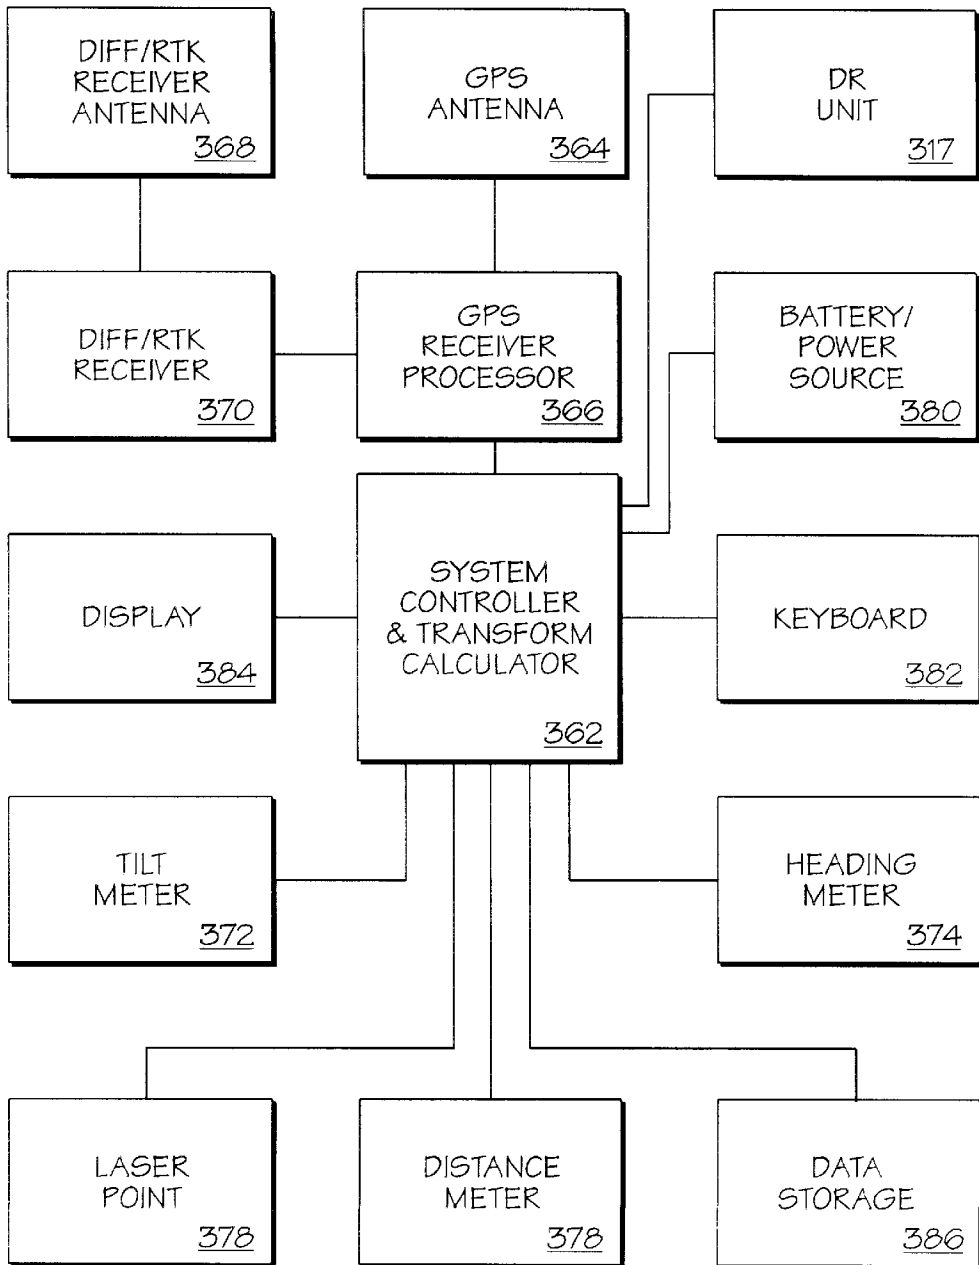 DIFF/RTK
RECEIVER
ANTENNA
368
GPS
ANTENNA
364
DR
UNIT
317
DIFF/RTK
RECEIVER
370
GPS
RECEIVER
PROCESSOR
366
BATTERY/
POWER
SOURCE
380
DISPLAY
384
SYSTEM
CONTROLLER
& TRANSFORM
CALCULATOR
362
KEYBOARD
382
TILT
METER
372
HEADING
METER
374
LASER
POINT
378
DISTANCE
METER
378
DATA
STORAGE
386